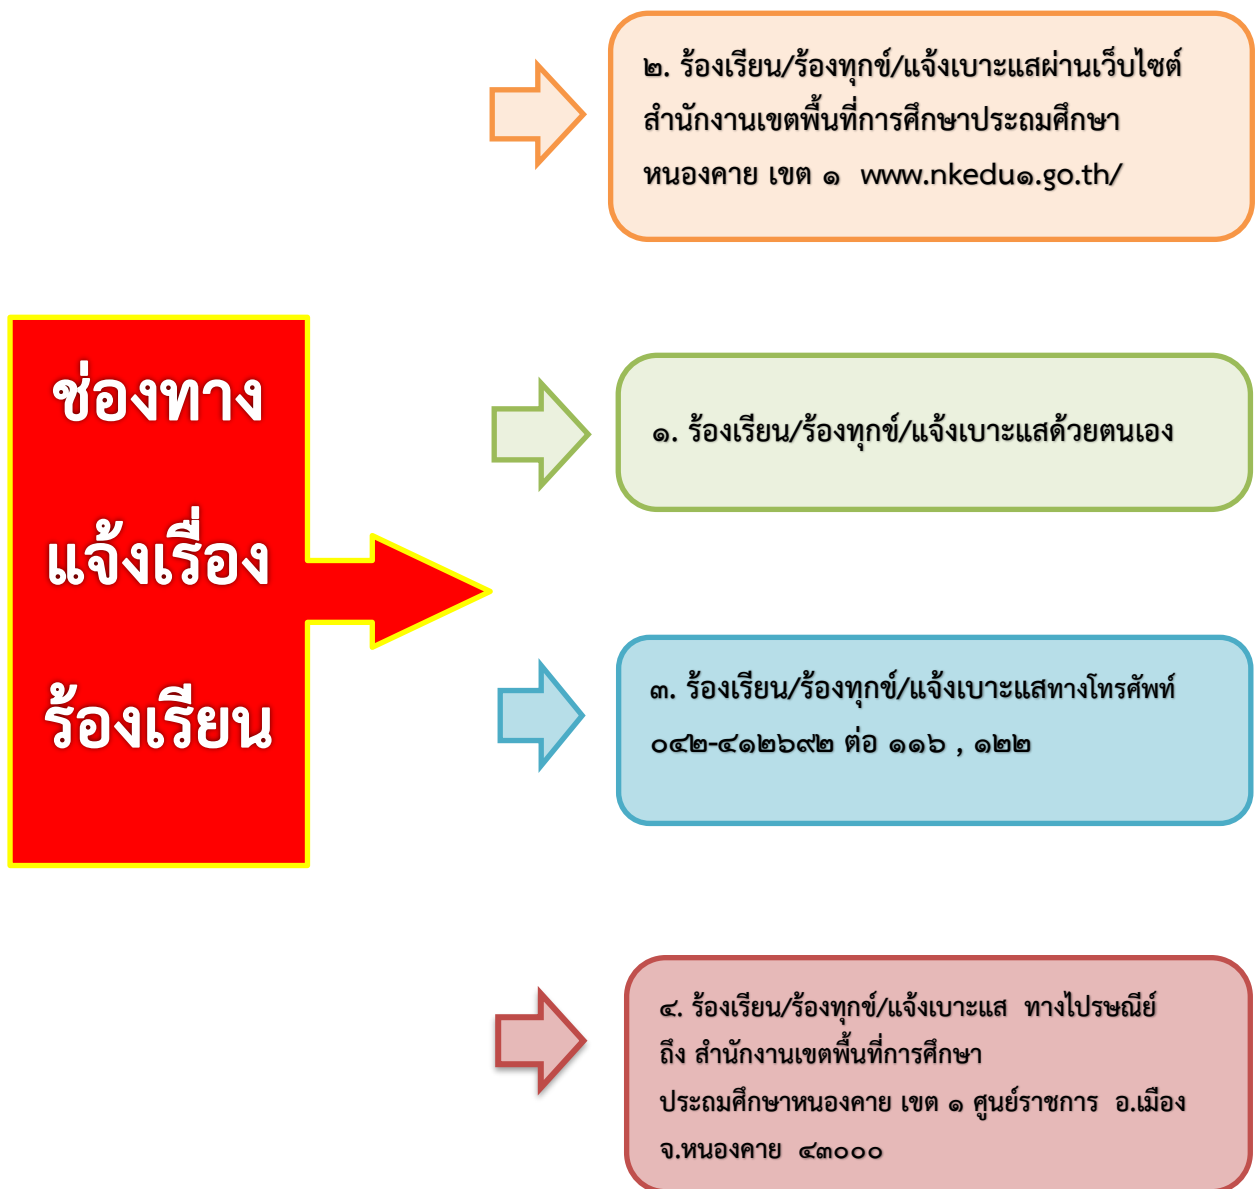 ช่องทาง
แจ้งเรื่อง
ร้องเรียน
๒. ร้องเรียน/ร้องทุกข์/แจ้งเบาะแสผ่านเว็บไซต์
สำนักงานเขตพื้นที่การศึกษาประถมศึกษา
หนองคาย เขต ๑ www.nkedu๑.go.th/
๑. ร้องเรียน/ร้องทุกข์/แจ้งเบาะแสด้วยตนเอง
๓. ร้องเรียน/ร้องทุกข์/แจ้งเบาะแสทางโทรศัพท์
๐๔๒-๔๑๒๖๙๒ ต่อ ๑๑๖ , ๑๒๒
๔. ร้องเรียน/ร้องทุกข์/แจ้งเบาะแส ทางไปรษณีย์
ถึง สำนักงานเขตพื้นที่การศึกษา
ประถมศึกษาหนองคาย เขต ๑ ศูนย์ราชการ อ.เมือง
จ.หนองคาย ๔๓๐๐๐